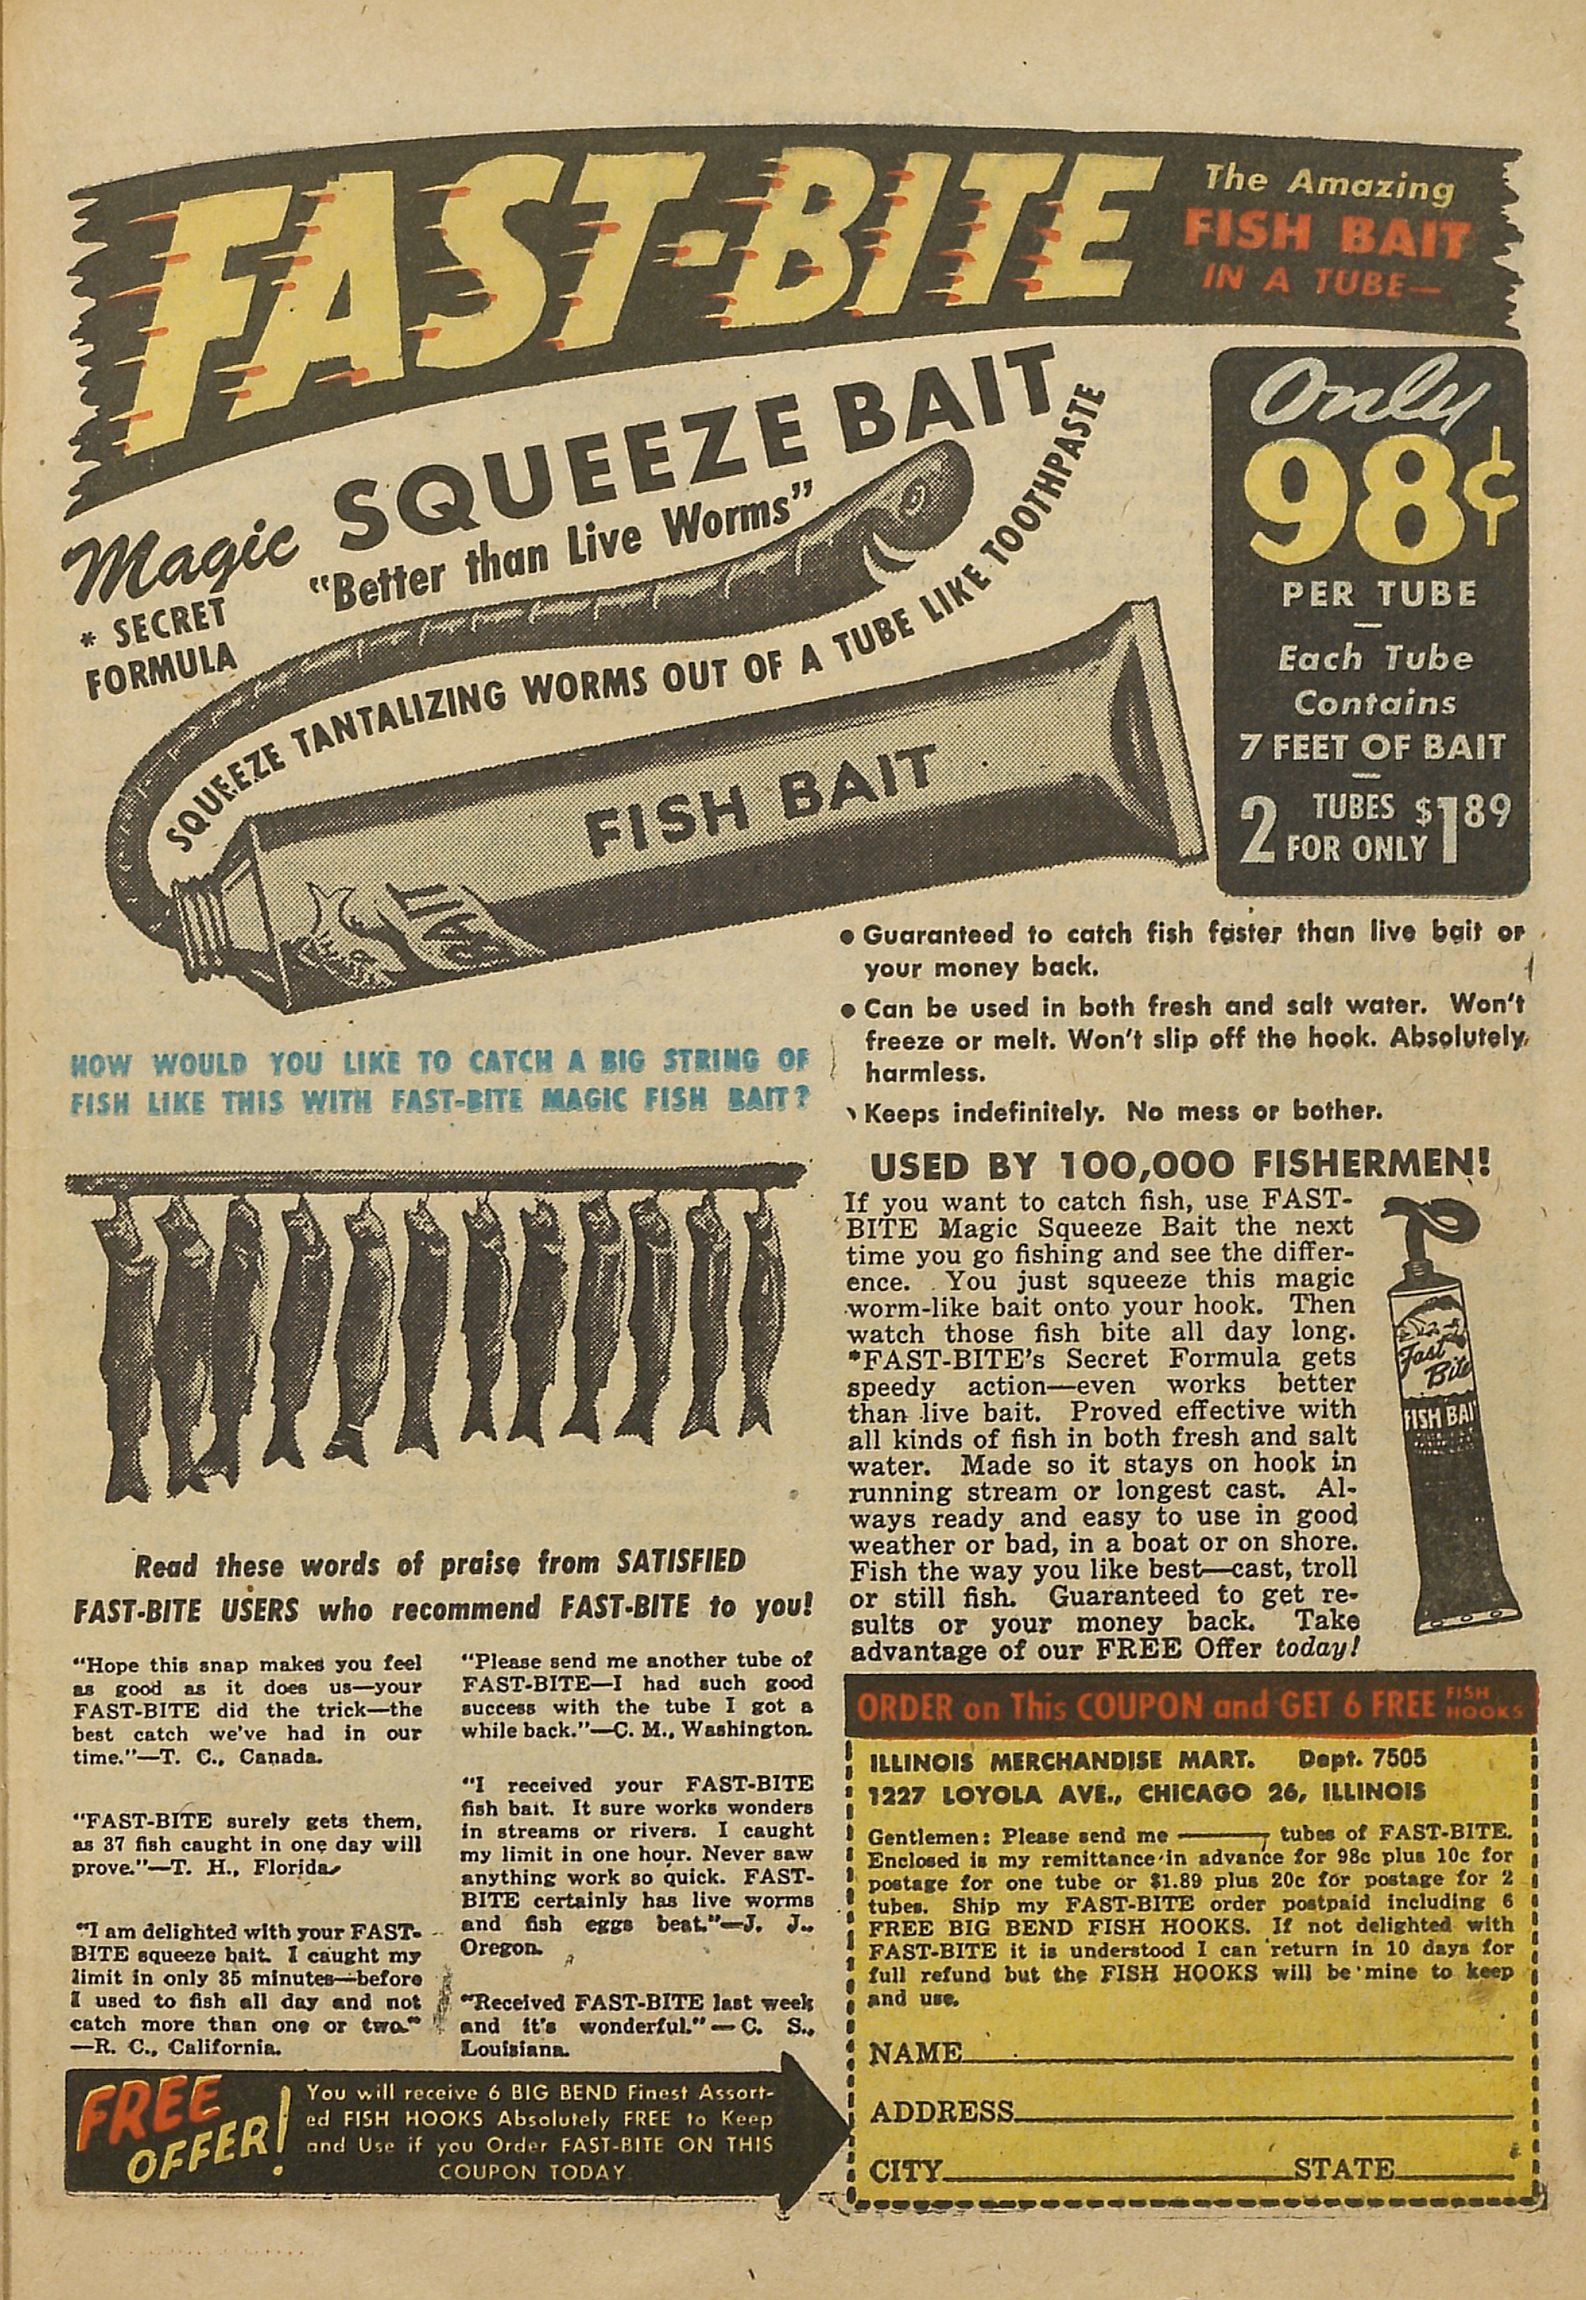 FAST-BITE
The Amazing
FISH BAIT
IN A TUBE—
Magic SQUEEZE BAIT
"Better than Live Worms"
* SECRET
FORMULA
SQUEEZE TANTALIZING WORMS OUT OF A TUBE LIKE TOOTHPASTE
FISH BAIT
Only
98¢
PER TUBE
Each Tube
Contains
7 FEET OF BAIT
2 TUBES $1 89
FOR ONLY
• Guaranteed to catch fish faster than live bait or
your money back.
• Can be used in both fresh and salt water. Won't
freeze or melt. Won't slip off the hook. Absolutely
harmless.
Keeps indefinitely. No mess or bother.
HOW WOULD YOU LIKE TO CATCH A BIG STRING OF
FISH LIKE THIS WITH FAST-BITE MAGIC FISH BAIT?
USED BY 100,000 FISHERMEN!
If you want to catch fish, use FAST-
BITE Magic Squeeze Bait the next
time you go fishing and see the differ-
ence. You just squeeze this magic
worm-like bait onto your hook. Then
watch those fish bite all day long.
*FAST-BITE's Secret Formula gets
speedy action—even works better
than live bait. Proved effective with
all kinds of fish in both fresh and salt
water. Made so it stays on hook in
running stream or longest cast. Al-
ways ready and easy to use in good
weather or bad, in a boat or on shore.
Fish the way you like best—cast, troll
or still fish. Guaranteed to get re-
sults or your money back. Take
advantage of our FREE Offer today!
Fast
Bite
FISH BAIT
Read these words of praise from SATISFIED
FAST-BITE USERS who recommend FAST-BITE to you!
"Hope this snap makes you feel
as good as it does us—your
FAST-BITE did the trick—the
best catch we've had in our
time."—T. C., Canada.
"FAST-BITE surely gets them,
as 37 fish caught in one day will
prove."—T. H., Florida.
"I am delighted with your FAST-
BITE squeeze bait. I caught my
limit in only 35 minutes—before
I used to fish all day and not
catch more than one or two."
—R. C., California.
"Please send me another tube of
FAST-BITE—I had such good
success with the tube I got a
while back."—C. M., Washington.
"I received your FAST-BITE
fish bait. It sure works wonders
in streams or rivers. I caught
my limit in one hour. Never saw
anything work so quick. FAST-
BITE certainly has live worms
and fish eggs beat."—J. J.,
Oregon.
"Received FAST-BITE last week
and it's wonderful."—C. S.,
Louisiana.
FREE
OFFER!
You will receive 6 BIG BEND Finest Assort-
ed FISH HOOKS Absolutely FREE to Keep
and Use if you Order FAST-BITE ON THIS
COUPON TODAY
ORDER on This COUPON and GET 6 FREE FISH HOOKS
ILLINOIS MERCHANDISE MART. Dept. 7505
1227 LOYOLA AVE., CHICAGO 26, ILLINOIS
Gentlemen: Please send me ———— tubes of FAST-BITE.
Enclosed is my remittance in advance for 98c plus 10c for
postage for one tube or $1.89 plus 20c for postage for 2
tubes. Ship my FAST-BITE order postpaid including 6
FREE BIG BEND FISH HOOKS. If not delighted with
FAST-BITE it is understood I can return in 10 days for
full refund but the FISH HOOKS will be mine to keep
and use.
NAME
ADDRESS
CITY STATE